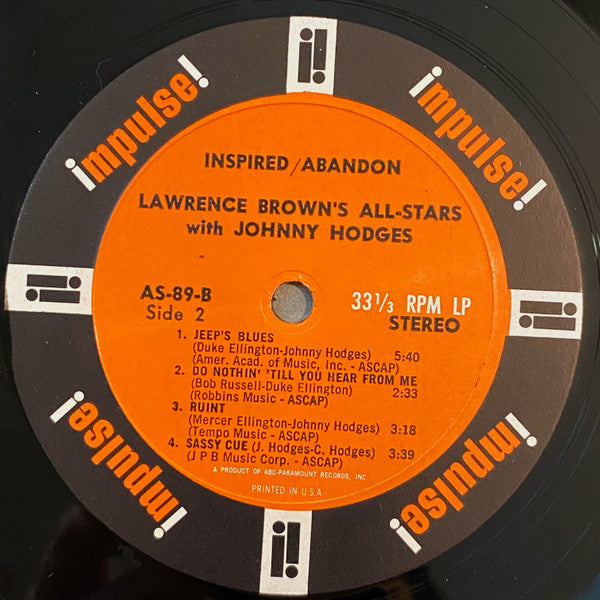 impulse!
impulse!
INSPIRED/ABANDON
LAWRENCE BROWN'S ALL-STARS
with JOHNNY HODGES
AS-89-B
Side 2
33 1/3 RPM LP
STEREO
1. JEEP'S BLUES
(Duke Ellington-Johnny Hodges) 5:40
(Amer. Acad. of Music, Inc. - ASCAP)
2. DO NOTHIN' 'TILL YOU HEAR FROM ME
(Bob Russell-Duke Ellington) 2:33
(Robbins Music - ASCAP)
3. RUINT
(Mercer Ellington-Johnny Hodges) 3:18
(Tempo Music - ASCAP)
4. SASSY CUE (J. Hodges-C. Hodges) 3:39
(J P B Music Corp. - ASCAP)
A PRODUCT OF ABC-PARAMOUNT RECORDS, INC
PRINTED IN U.S.A
impulse!
impulse!